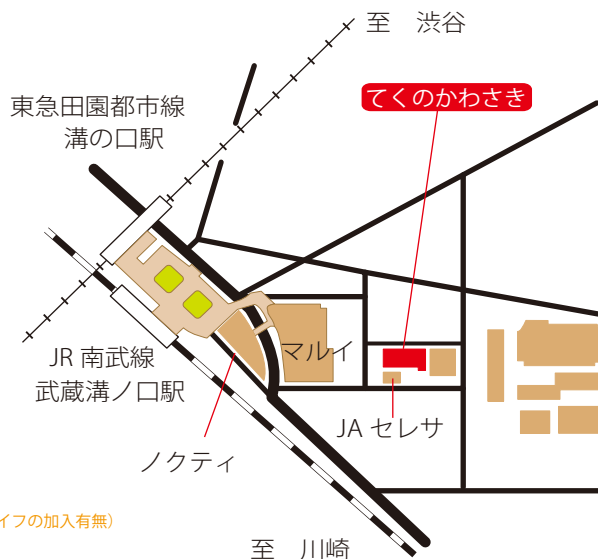 至　渋谷
東急田園都市線
溝の口駅
てくのかわさき
マルイ
JR 南武線
武蔵溝ノ口駅
JA セレサ
ノクティ
イフの加入有無）
至　川崎